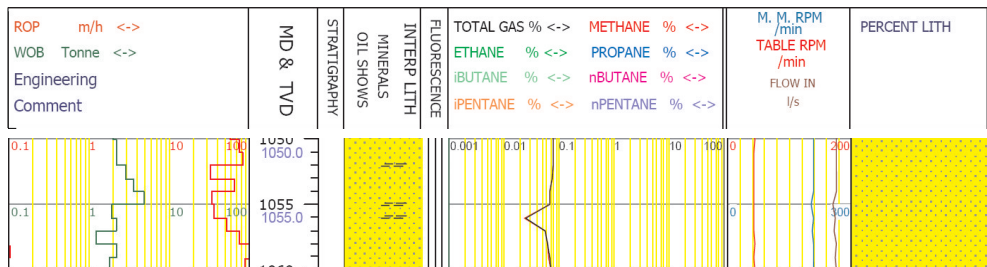 ROP m/h <->
WOB Tonne <->
Engineering
Comment
MD & TVD
STRATIGRAPHY
OIL SHOWS
MINERALS
INTERP LITH
FLUORESCENCE
TOTAL GAS % <-> METHANE % <->
ETHANE % <-> PROPANE % <->
iBUTANE % <-> nBUTANE % <->
iPENTANE % <-> nPENTANE % <->
M. M. RPM
/min
TABLE RPM
/min
FLOW IN
l/s
PERCENT LITH
0.1 1 10 100
1050
1050.0
0.001 0.01 0.1 1 10 100
0 200
1055
0.1 1 10 100
1055.0
0 300
1060